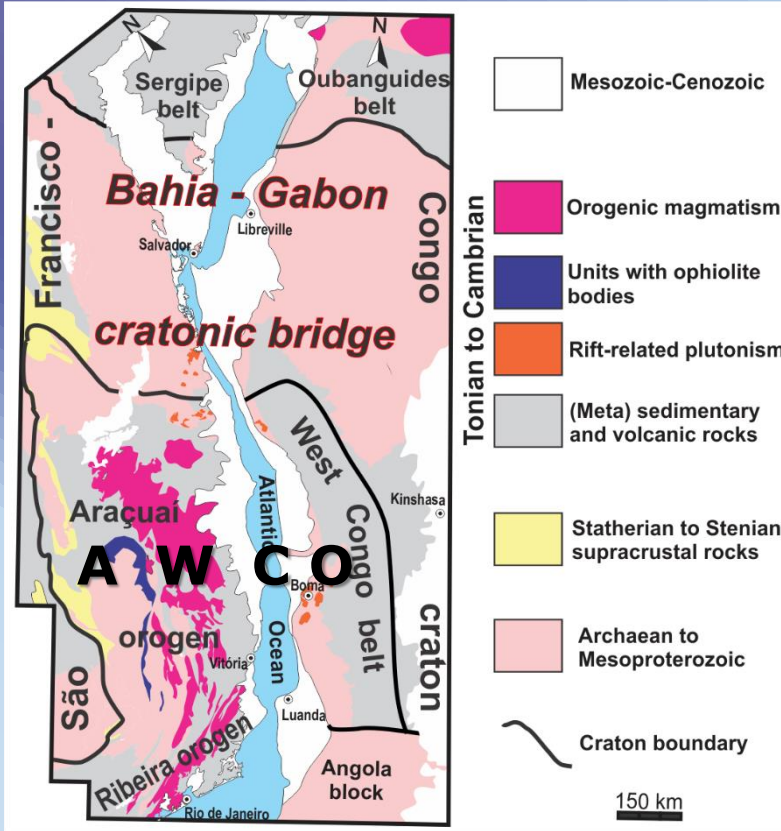 N
N
Sergipe
belt
Oubanguides
belt
Francisco -
Bahia - Gabon
Congo
Libreville
Salvador
cratonic bridge
West
Congo
belt
Kinshasa
Araçuaí
Atlantic
A W C O
Boma
orogen
Ocean
craton
Vitória
São
Luanda
Ribeira orogen
Angola
block
Rio de Janeiro
Mesozoic-Cenozoic
Tonian to Cambrian
Orogenic magmatism
Units with ophiolite
bodies
Rift-related plutonism
(Meta) sedimentary
and volcanic rocks
Statherian to Stenian
supracrustal rocks
Archaean to
Mesoproterozoic
Craton boundary
150 km